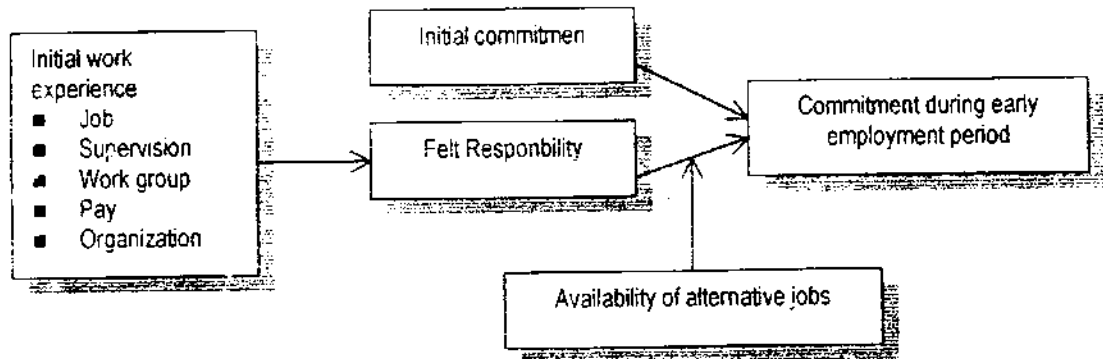 Initial work
experience
■ Job
■ Supervision
■ Work group
■ Pay
■ Organization
Initial commitmen
Felt Responbility
Commitment during early
employment period
Availability of alternative jobs